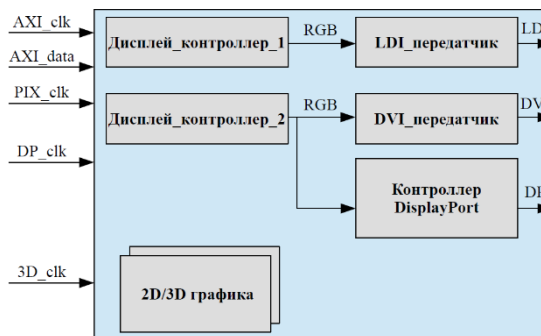 AXI_clk
AXI_data
PIX_clk
DP_clk
3D_clk
Дисплей_контроллер_1
RGB
LDI_передатчик
Дисплей_контроллер_2
RGB
DVI_передатчик
Контроллер
DisplayPort
2D/3D графика